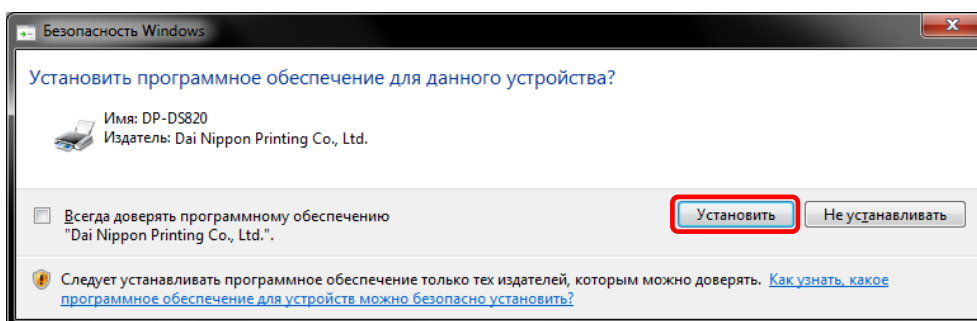 Безопасность Windows
Установить программное обеспечение для данного устройства?
Имя: DP-DS820
Издатель: Dai Nippon Printing Co., Ltd.
Всегда доверять программному обеспечению
"Dai Nippon Printing Co., Ltd.".
Установить
Не устанавливать
Следует устанавливать программное обеспечение только тех издателей, которым можно доверять. Как узнать, какое
программное обеспечение для устройств можно безопасно установить?